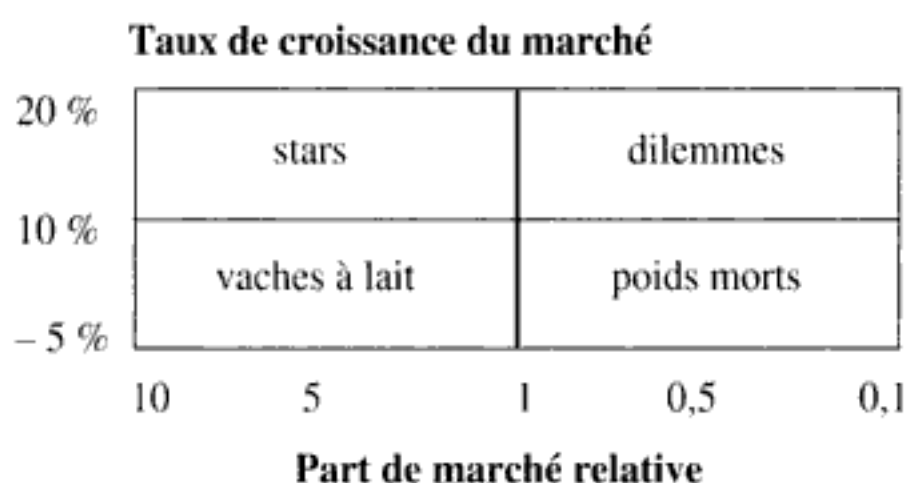 Taux de croissance du marché
20 %
stars dilemmes
10 %
vaches à lait poids morts
– 5 %
10 5 1 0,5 0,1
Part de marché relative